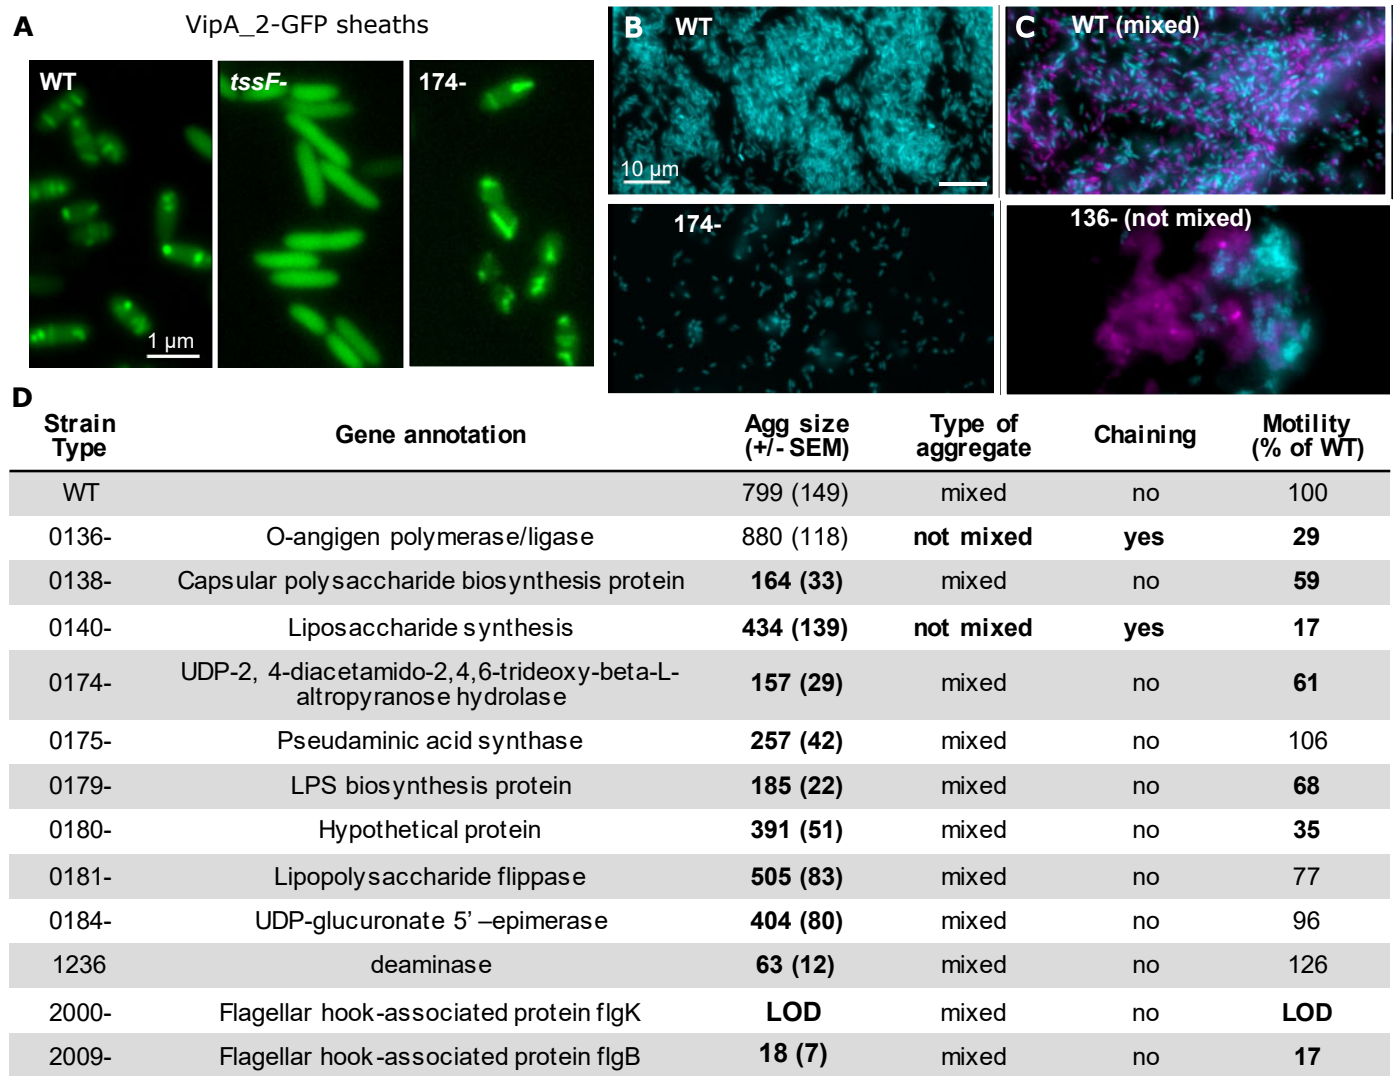 A
VipA_2-GFP sheaths
WT
tssF-
174-
1 µm
B
WT
10 µm
174-
C
WT (mixed)
136- (not mixed)
D
Strain Type Gene annotation Agg size (+/- SEM) Type of aggregate Chaining Motility (% of WT)
WT 799 (149) mixed no 100
0136- O-angigen polymerase/ligase 880 (118) not mixed yes 29
0138- Capsular polysaccharide biosynthesis protein 164 (33) mixed no 59
0140- Liposaccharide synthesis 434 (139) not mixed yes 17
0174- UDP-2, 4-diacetamido-2,4,6-trideoxy-beta-L-
altropyranose hydrolase 157 (29) mixed no 61
0175- Pseudaminic acid synthase 257 (42) mixed no 106
0179- LPS biosynthesis protein 185 (22) mixed no 68
0180- Hypothetical protein 391 (51) mixed no 35
0181- Lipopolysaccharide flippase 505 (83) mixed no 77
0184- UDP-glucuronate 5’ –epimerase 404 (80) mixed no 96
1236 deaminase 63 (12) mixed no 126
2000- Flagellar hook-associated protein flgK LOD mixed no LOD
2009- Flagellar hook-associated protein flgB 18 (7) mixed no 17